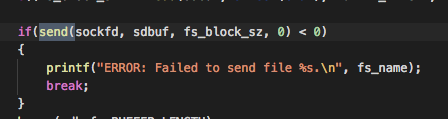 if(send(sockfd, sdbuf, fs_block_sz, 0) < 0)
{
printf("ERROR: Failed to send file %s.\n", fs_name);
break;
}